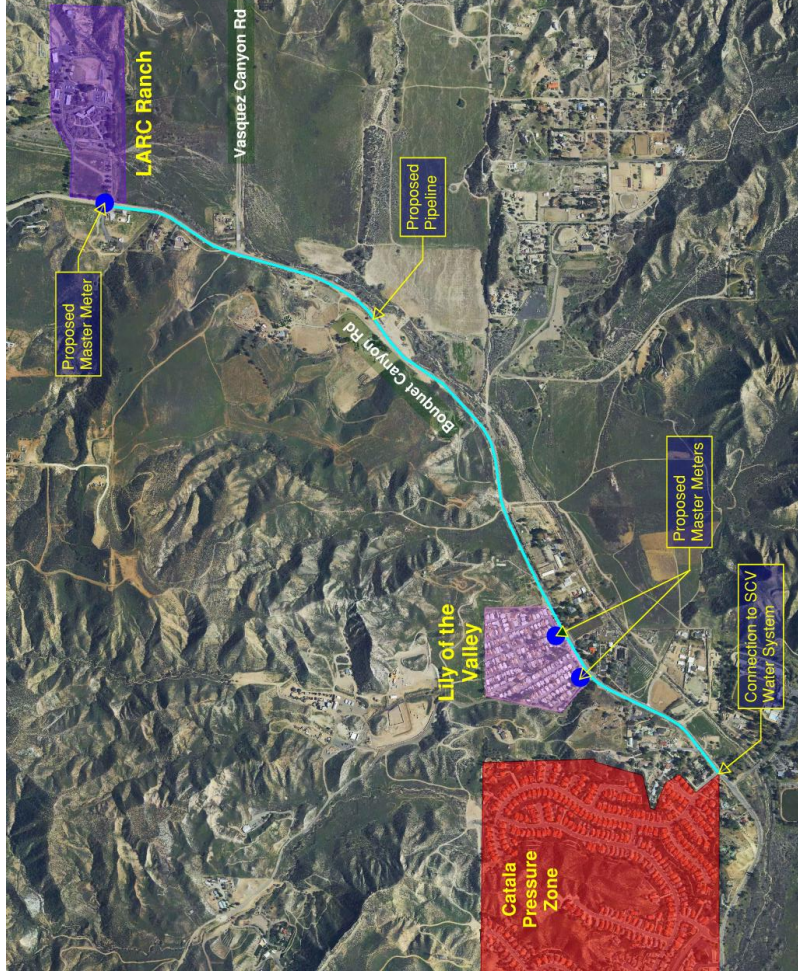 Proposed
Master Meter
LARC Ranch
Vasquez Canyon Rd
Bouquet Canyon Rd
Proposed
Pipeline
Lily of the
Valley
Catala
Pressure
Zone
Proposed
Master Meters
Connection to SCV
Water System